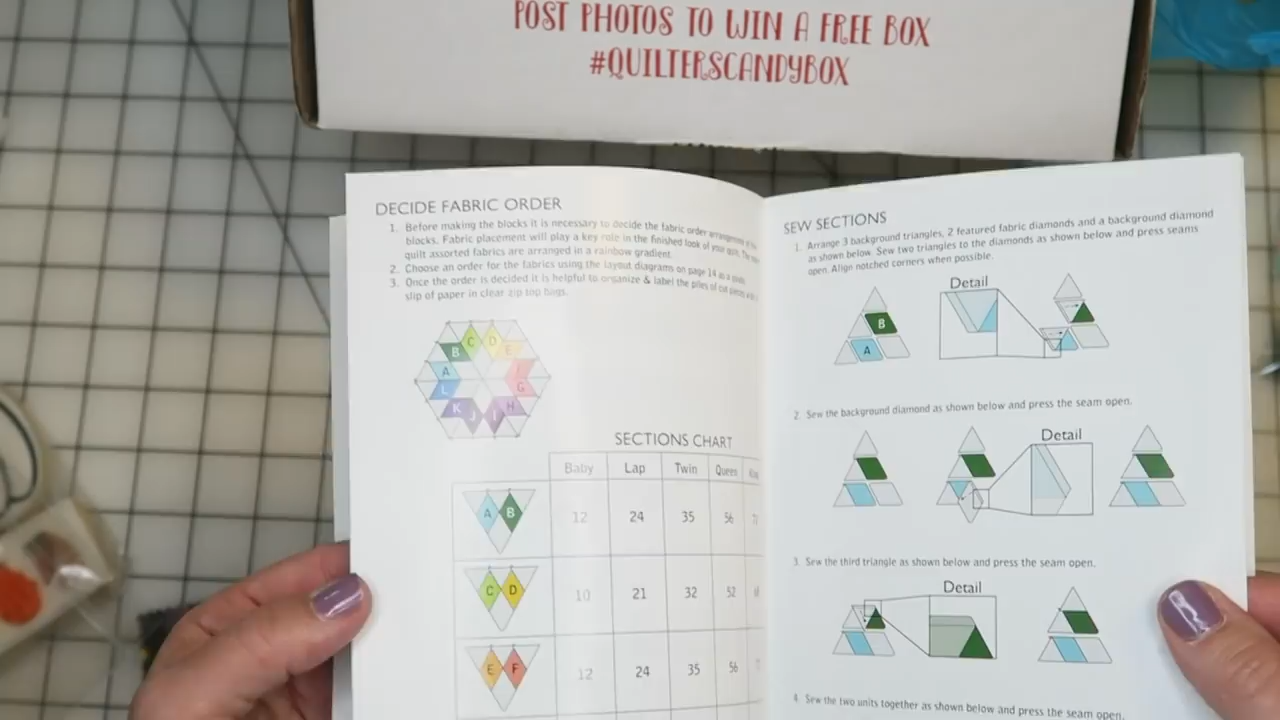 POST PHOTOS TO WIN A FREE BOX
#QUILTERSCANDYBOX
DECIDE FABRIC ORDER
1. Before making the blocks it is necessary to decide the fabric order
blocks. Fabric placement will play a key role in the finished look of your quilt.
quilt assorted fabrics are arranged in a rainbow gradient.
2. Choose an order for the fabrics using the layout diagrams on page 14 as a
3. Once the order is decided it is helpful to organize & label the piles of cut pieces
slip of paper in clear zip top bags.
C D
B E
A
L G
K J I H
SECTIONS CHART
Baby Lap Twin Queen
A B 12 24 35 56
C D 10 21 32 52
E F 12 24 35 56
SEW SECTIONS
1. Arrange 3 background triangles, 2 featured fabric diamonds and a background diamond
as shown below. Sew two triangles to the diamonds as shown below and press seams
open. Align notched corners when possible.
Detail
B
A
2. Sew the background diamond as shown below and press the seam open.
Detail
3. Sew the third triangle as shown below and press the seam open.
Detail
4. Sew the two units together as shown below and press the seam open.